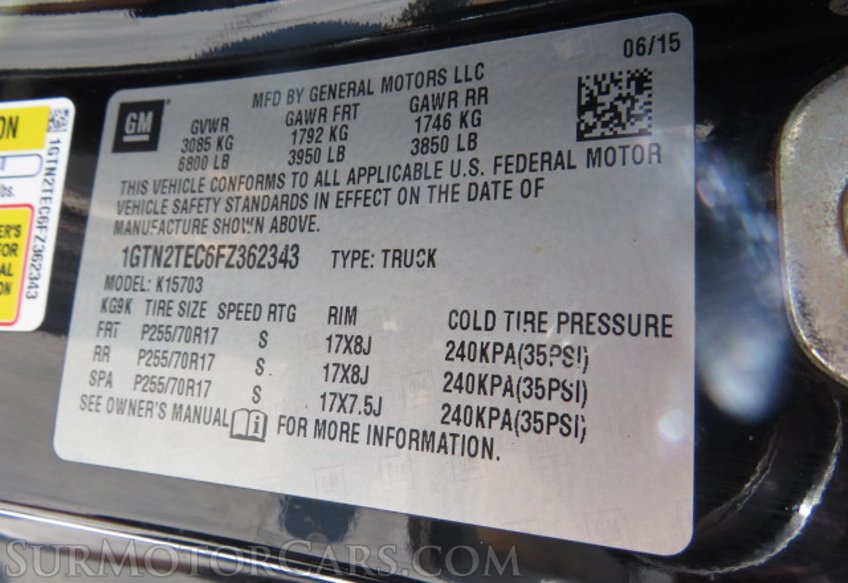 06/15
MFD BY GENERAL MOTORS LLC
GM
GVWR GAWR FRT GAWR RR
3085 KG 1792 KG 1746 KG
6800 LB 3950 LB 3850 LB
THIS VEHICLE CONFORMS TO ALL APPLICABLE U.S. FEDERAL MOTOR
VEHICLE SAFETY STANDARDS IN EFFECT ON THE DATE OF
MANUFACTURE SHOWN ABOVE.
1GTN2TEC6FZ362343 TYPE: TRUCK
MODEL: K15703
KG9K TIRE SIZE SPEED RTG RIM COLD TIRE PRESSURE
FRT P255/70R17 S 17X8J 240KPA(35PSI)
RR P255/70R17 S 17X8J 240KPA(35PSI)
SPA P255/70R17 S 17X7.5J 240KPA(35PSI)
SEE OWNER'S MANUAL FOR MORE INFORMATION.
1GTN2TEC6FZ362343
lbs.
FOR
SurMotorCars.com